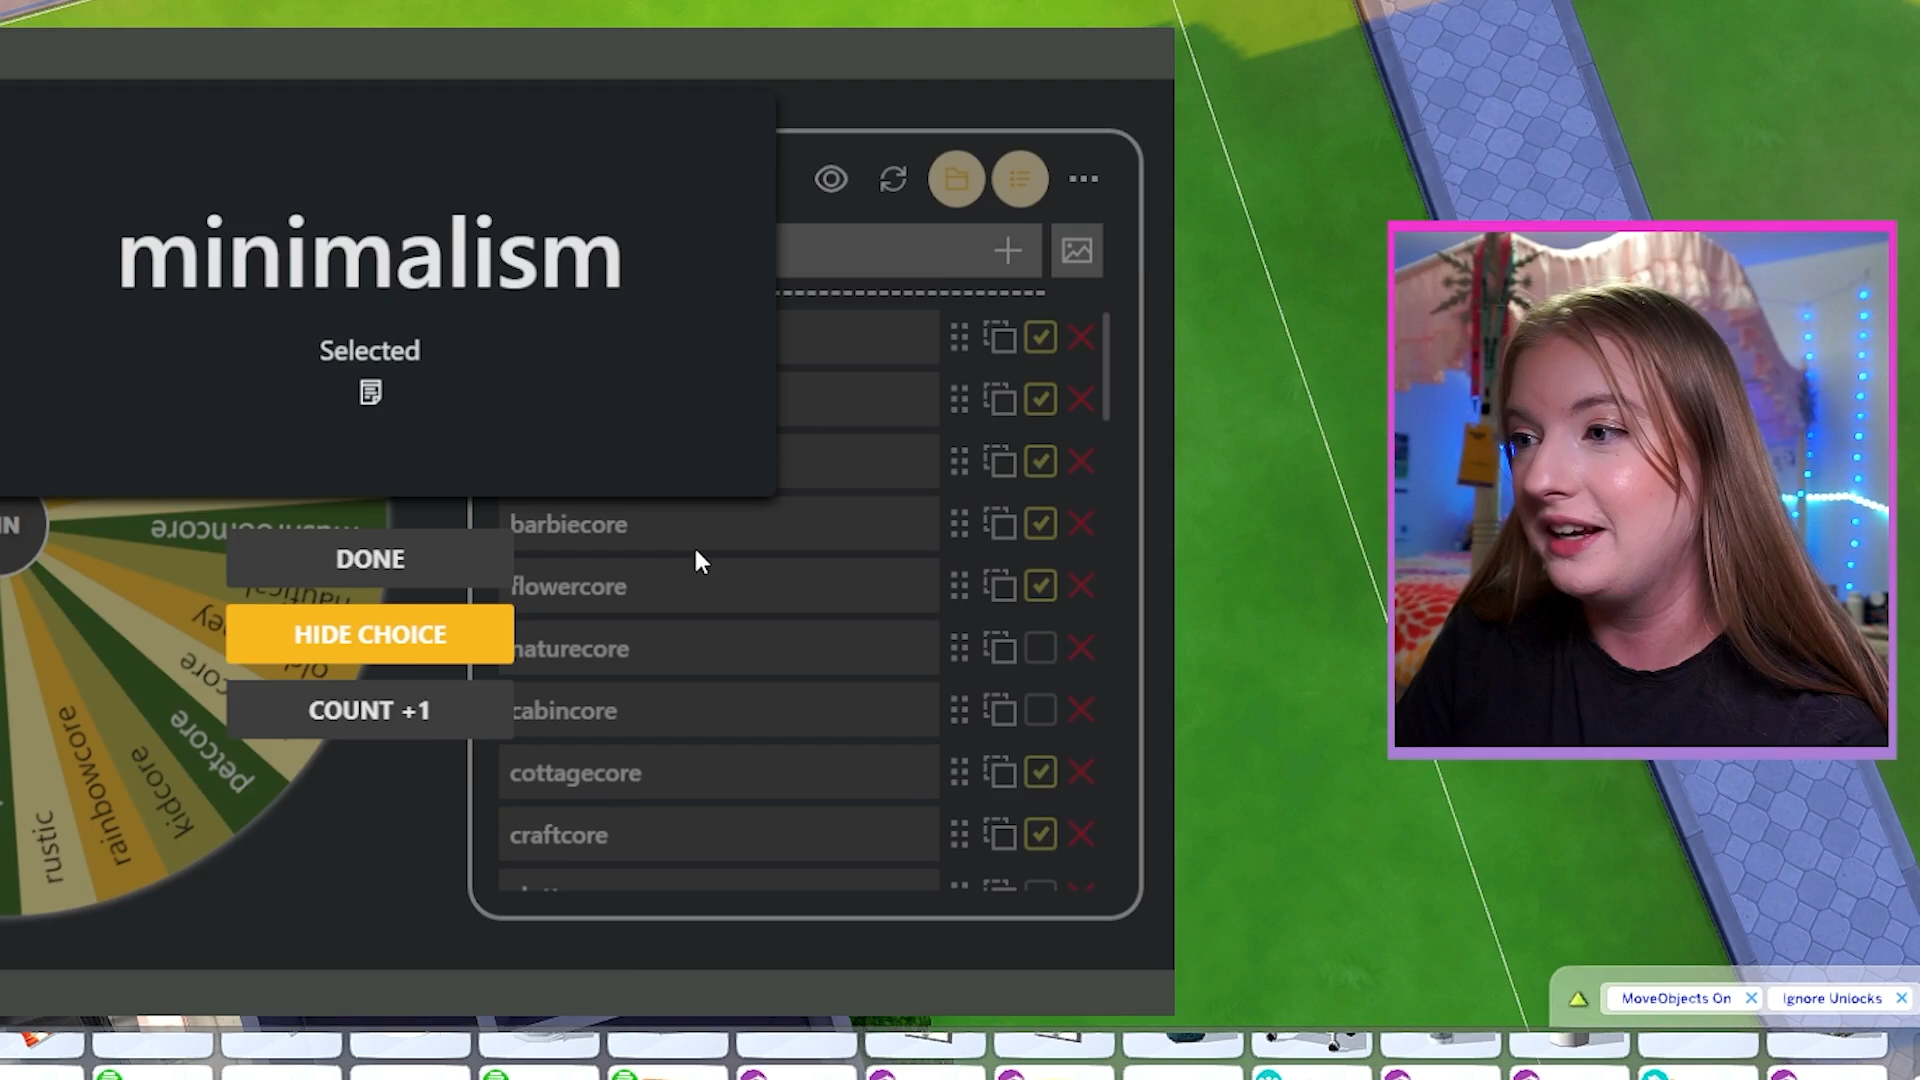 minimalism
Selected
IN
DONE
HIDE CHOICE
COUNT +1
barbiecore
flowercore
naturecore
cabincore
cottagecore
craftcore
petcore
kidcore
rainbowcore
rustic
MoveObjects On
Ignore Unlocks